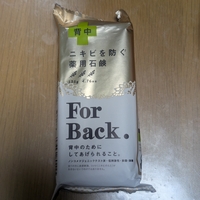 背中
ニキビを防ぐ
薬用石鹸
For
Back.
背中のために
してあげられること。